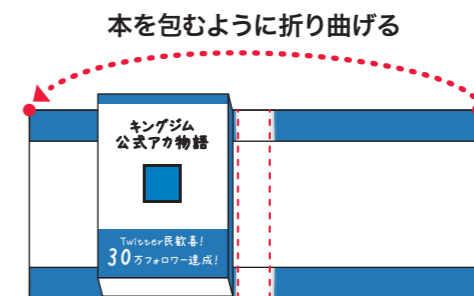 本を包むように折り曲げる
キングジム
公式アカ物語
Twitter民歓喜!
30万フォロワー達成!